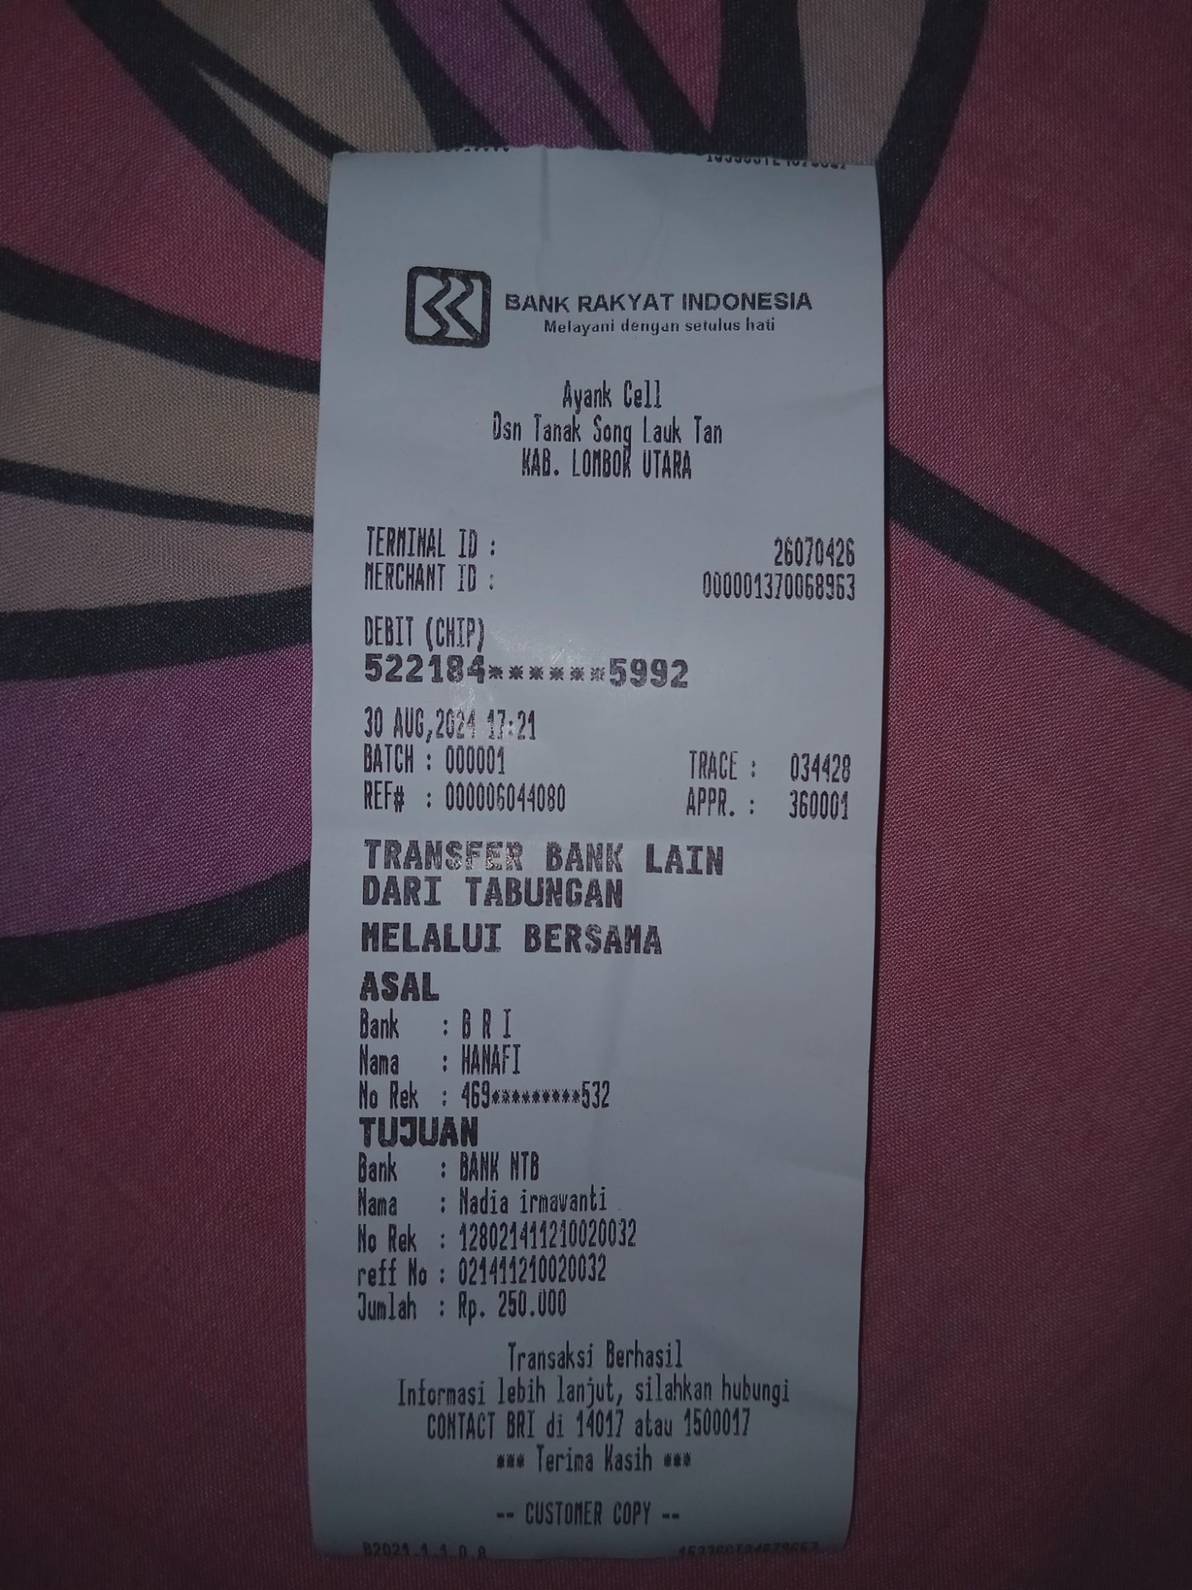 BANK RAKYAT INDONESIA
Melayani dengan setulus hati
Ayank Cell
Dsn Tanak Song Lauk Tan
KAB. LOMBOK UTARA
TERMINAL ID : 26070426
MERCHANT ID : 000001370068963
DEBIT (CHIP)
522184******5992
30 AUG,2024 17:21
BATCH : 000001 TRACE : 034428
REF# : 000006044080 APPR. : 360001
TRANSFER BANK LAIN
DARI TABUNGAN
MELALUI BERSAMA
ASAL
Bank : B R I
Nama : HANAFI
No Rek : 469*********532
TUJUAN
Bank : BANK NTB
Nama : Nadia irmawanti
No Rek : 128021411210020032
reff No : 021411210020032
Jumlah : Rp. 250.000
Transaksi Berhasil
Informasi lebih lanjut, silahkan hubungi
CONTACT BRI di 14017 atau 1500017
*** Terima Kasih ***
-- CUSTOMER COPY --